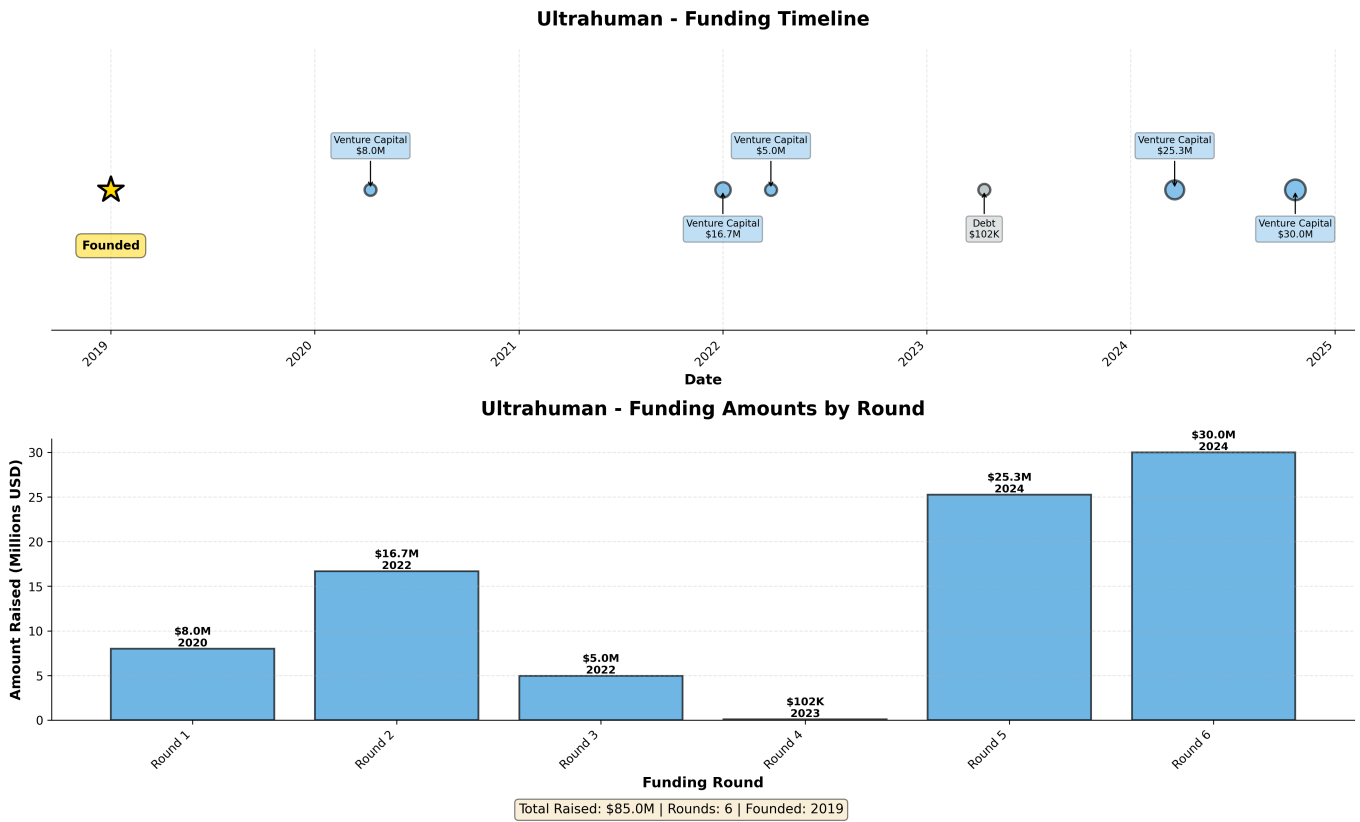 Ultrahuman - Funding Timeline
Venture Capital
$8.0M
Venture Capital
$5.0M
Venture Capital
$25.3M
Founded
Venture Capital
$16.7M
Debt
$102K
Venture Capital
$30.0M
2019
2020
2021
2022
2023
2024
2025
Date
Ultrahuman - Funding Amounts by Round
Amount Raised (Millions USD)
30
25
20
15
10
5
0
$8.0M
2020
$16.7M
2022
$5.0M
2022
$102K
2023
$25.3M
2024
$30.0M
2024
Round 1
Round 2
Round 3
Round 4
Round 5
Round 6
Funding Round
Total Raised: $85.0M | Rounds: 6 | Founded: 2019